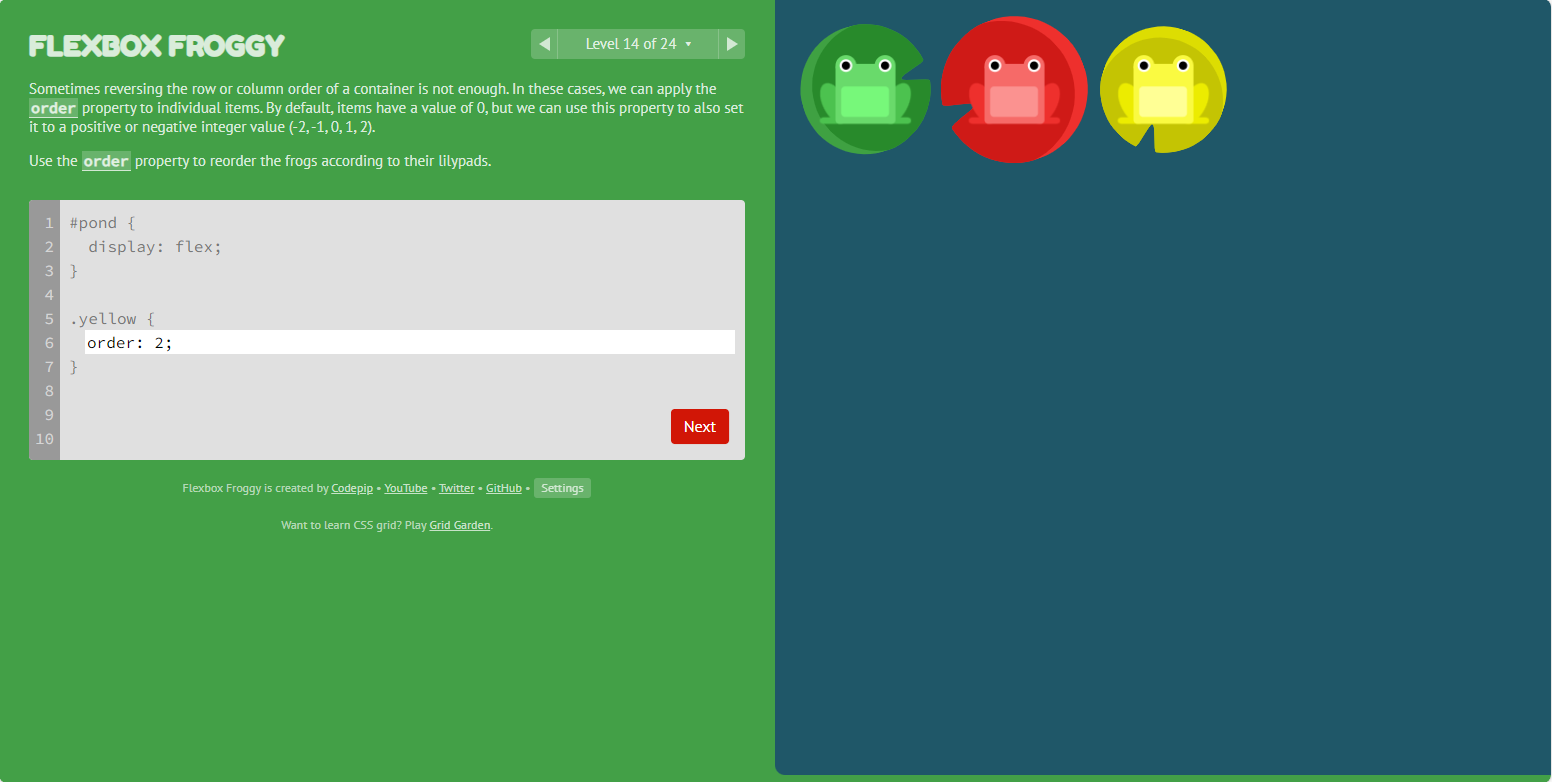 FLEXBOX FROGGY
◀ Level 14 of 24 ▾ ▶
Sometimes reversing the row or column order of a container is not enough. In these cases, we can apply the
order property to individual items. By default, items have a value of 0, but we can use this property to also set
it to a positive or negative integer value (-2, -1, 0, 1, 2).
Use the order property to reorder the frogs according to their lilypads.
1 #pond {
2   display: flex;
3 }
4
5 .yellow {
6   order: 2;
7 }
8
9
10
Next
Flexbox Froggy is created by Codepip • YouTube • Twitter • GitHub • Settings
Want to learn CSS grid? Play Grid Garden.